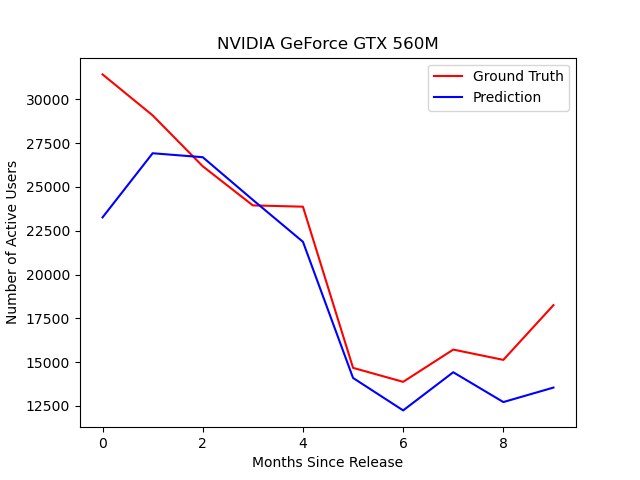 NVIDIA GeForce GTX 560M
Ground Truth
Prediction
Number of Active Users
30000
27500
25000
22500
20000
17500
15000
12500
0 2 4 6 8
Months Since Release